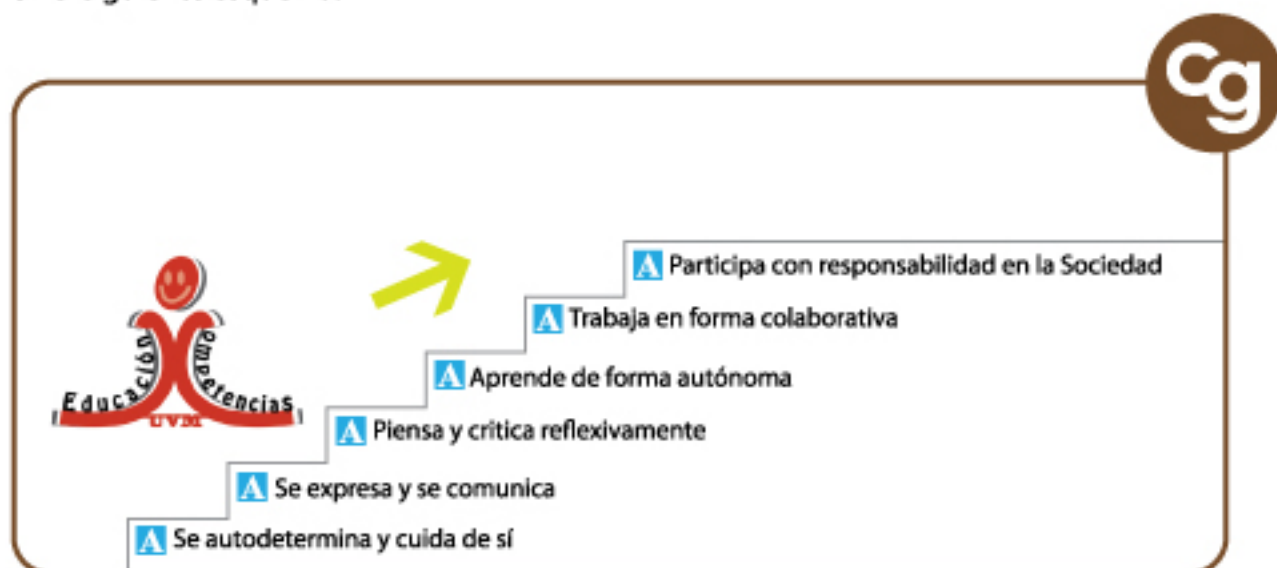 cg
A Participa con responsabilidad en la Sociedad
A Trabaja en forma colaborativa
A Aprende de forma autónoma
Educación Competencias
UVM
A Piensa y critica reflexivamente
A Se expresa y se comunica
A Se autodetermina y cuida de sí